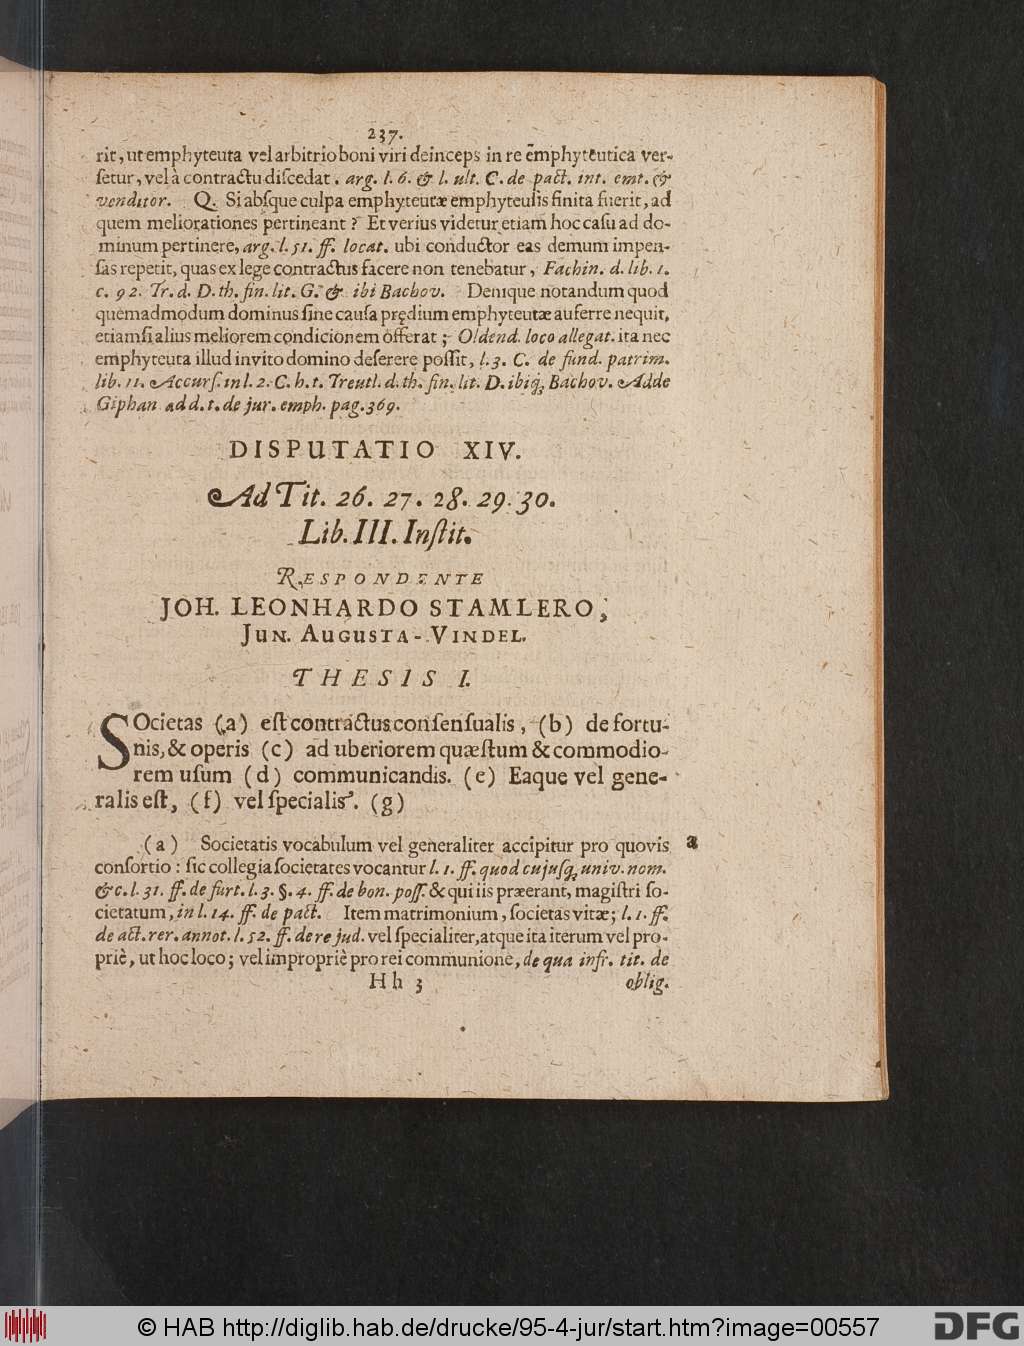 237.
rit, ut emphyteuta vel arbitrio boni viri deinceps in re ēmphyteutica ver-
ſetur, vel à contractu diſcedat. arg. l. 6. & l. ult. C. de pact. int. emt. &
venditor. Q. Si abſque culpa emphyteutæ emphyteuſis finita fuerit, ad
quem meliorationes pertineant? Et verius videtur etiam hoc caſu ad do-
minum pertinere, arg. l. 51. ff. locat. ubi conductor eas demum impen-
ſas repetit, quas ex lege contractus facere non tenebatur, Fachin. d. lib. 1.
c. 92. Tr. d. D. th. fin. lit. G. & ibi Bachov. Denique notandum quod
quemadmodum dominus ſine cauſa prędium emphyteutæ auferre nequit,
etiamſi alius meliorem condicionem offerat; Oldend. loco allegat. ita nec
emphyteuta illud invito domino deſerere poſſit, l. 3. C. de fund. patrim.
lib. 11. Accurſ. in l. 2. C. h. t. Treutl. d. th. fin. lit. D. ibiq; Bachov. Adde
Giphan ad d. t. de jur. emph. pag. 369.
DISPUTATIO XIV.
Ad Tit. 26. 27. 28. 29. 30.
Lib. III. Inſtit.
RESPONDENTE
JOH. LEONHARDO STAMLERO,
JUN. AUGUSTA-VINDEL.
THESIS I.
SOcietas (a) eſt contractus conſenſualis, (b) de fortu-
nis, & operis (c) ad uberiorem quæſtum & commodio-
rem uſum (d) communicandis. (e) Eaque vel gene-
ralis eſt, (f) vel ſpecialis. (g)
(a) Societatis vocabulum vel generaliter accipitur pro quovis a
conſortio: ſic collegia ſocietates vocantur l. 1. ff. quod cujuſq; univ. nom.
&c. l. 31. ff. de furt. l. 3. §. 4. ff. de bon. poſſ. & qui iis præerant, magiſtri ſo-
cietatum, in l. 14. ff. de pact. Item matrimonium, ſocietas vitæ; l. 1. ff.
de act. rer. annot. l. 52. ff. de re jud. vel ſpecialiter, atque ita iterum vel pro-
priè, ut hoc loco; vel impropriè pro rei communione, de qua infr. tit. de
Hh 3 oblig.
© HAB http://diglib.hab.de/drucke/95-4-jur/start.htm?image=00557
DFG